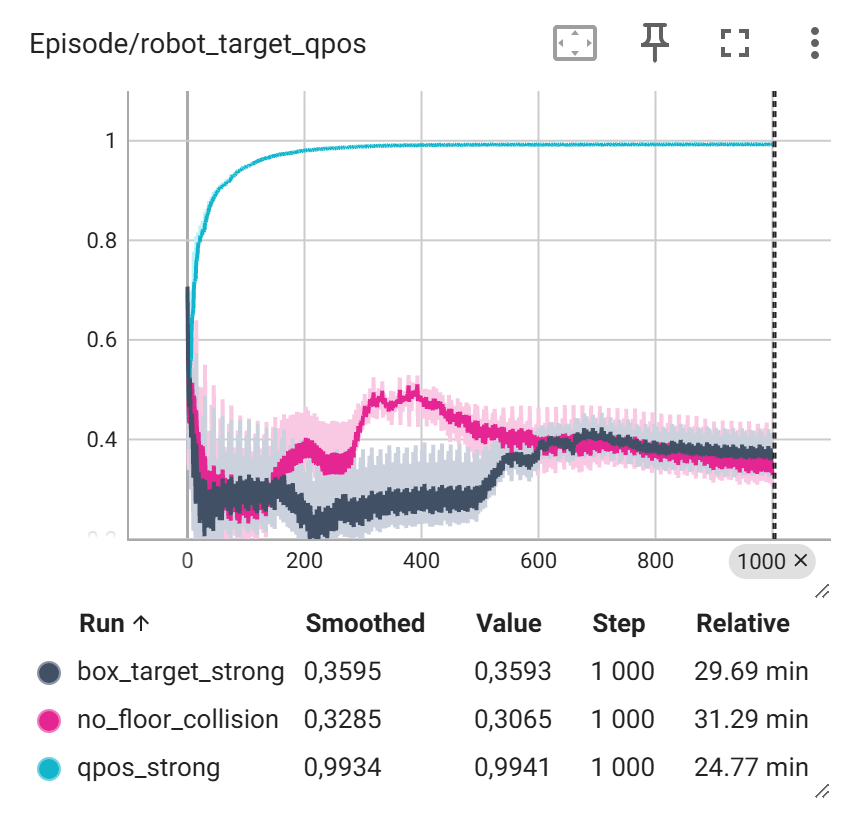 Episode/robot_target_qpos
1
0.8
0.6
0.4
0 200 400 600 800 1000 ×
Run ↑ Smoothed Value Step Relative
box_target_strong 0,3595 0,3593 1 000 29.69 min
no_floor_collision 0,3285 0,3065 1 000 31.29 min
qpos_strong 0,9934 0,9941 1 000 24.77 min